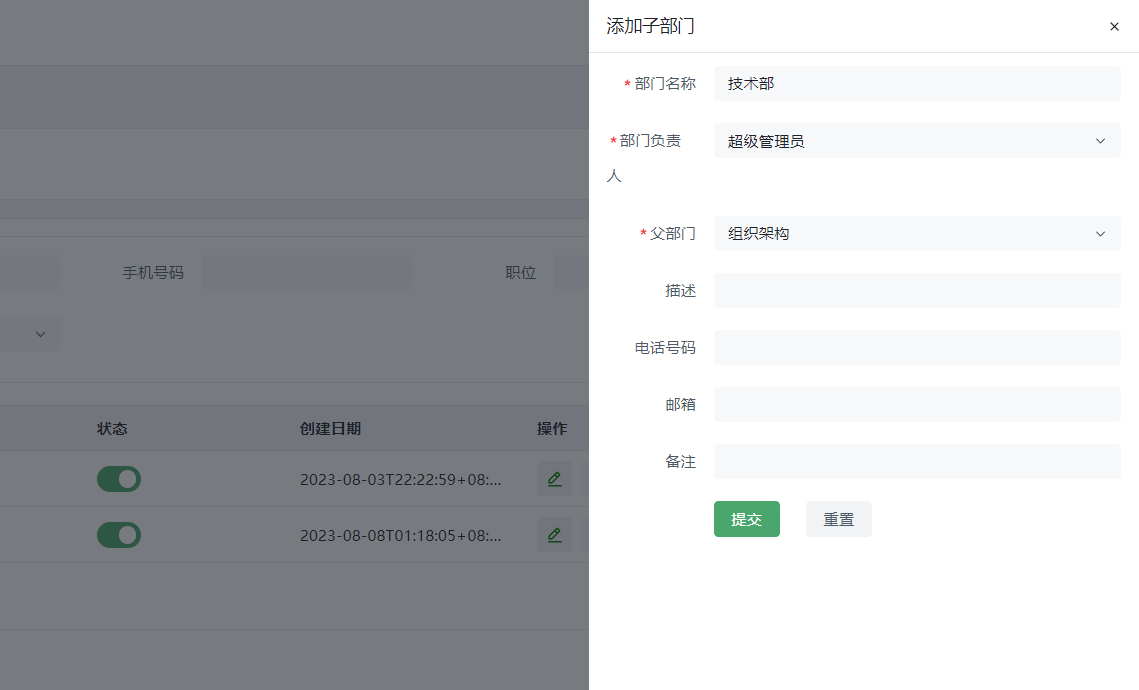 添加子部门
* 部门名称 技术部
* 部门负责人 超级管理员
* 父部门 组织架构
描述
电话号码
邮箱
备注
提交 重置
手机号码 职位
状态 创建日期 操作
2023-08-03T22:22:59+08:...
2023-08-08T01:18:05+08:...